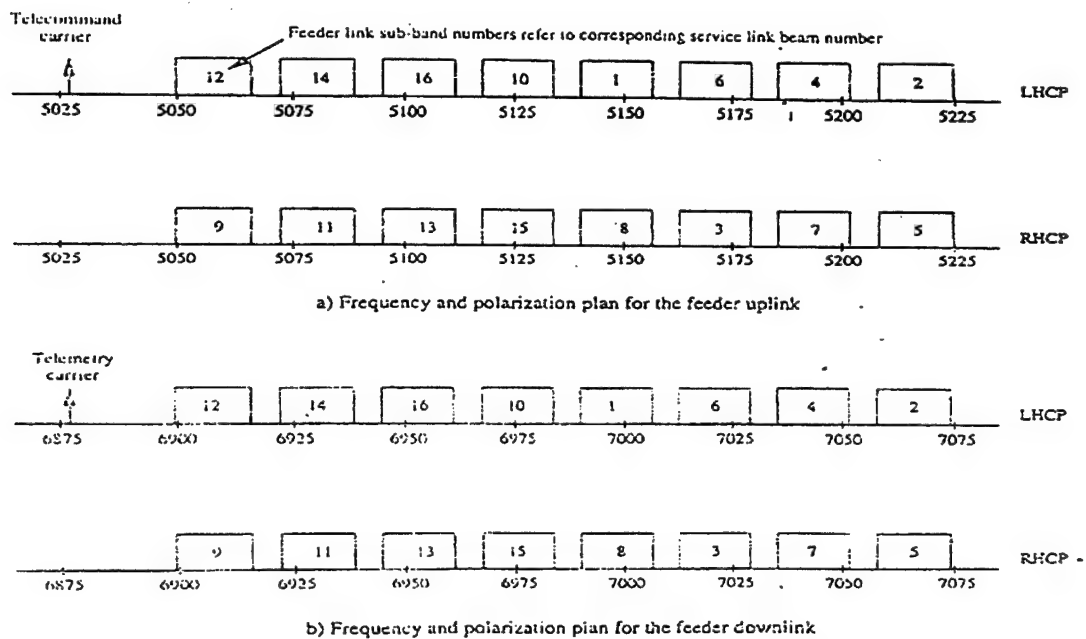 Telecommand
carrier
Feeder link sub-band numbers refer to corresponding service link beam number
12 14 16 10 1 6 4 2
LHCP
5025 5050 5075 5100 5125 5150 5175 5200 5225
9 11 13 15 8 3 7 5
RHCP
5025 5050 5075 5100 5125 5150 5175 5200 5225
a) Frequency and polarization plan for the feeder uplink
Telemetry
carrier
12 14 16 10 1 6 4 2
LHCP
6875 6900 6925 6950 6975 7000 7025 7050 7075
9 11 13 15 8 3 7 5
RHCP
6875 6900 6925 6950 6975 7000 7025 7050 7075
b) Frequency and polarization plan for the feeder downlink